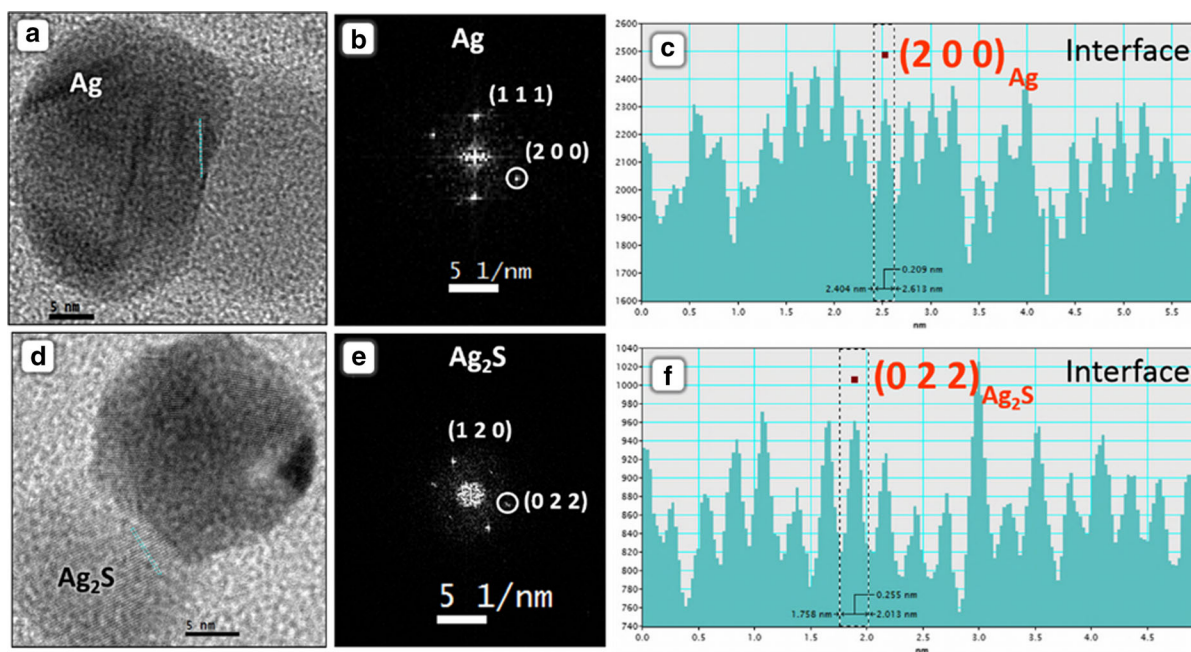 a
Ag
5 nm
b
Ag
(1 1 1)
(2 0 0)
5 1/nm
c
(2 0 0)Ag
Interface
2600
2500
2400
2300
2200
2100
2000
1900
1800
1700
1600
0.209 nm
2.404 nm
2.613 nm
0.0 0.5 1.0 1.5 2.0 2.5 3.0 3.5 4.0 4.5 5.0 5.5
nm
d
Ag₂S
5 nm
e
Ag₂S
(1 2 0)
(0 2 2)
5 1/nm
f
(0 2 2)Ag₂S
Interface
1040
1020
1000
980
960
940
920
900
880
860
840
820
800
780
760
740
0.255 nm
1.758 nm
2.013 nm
0.0 0.5 1.0 1.5 2.0 2.5 3.0 3.5 4.0 4.5
nm